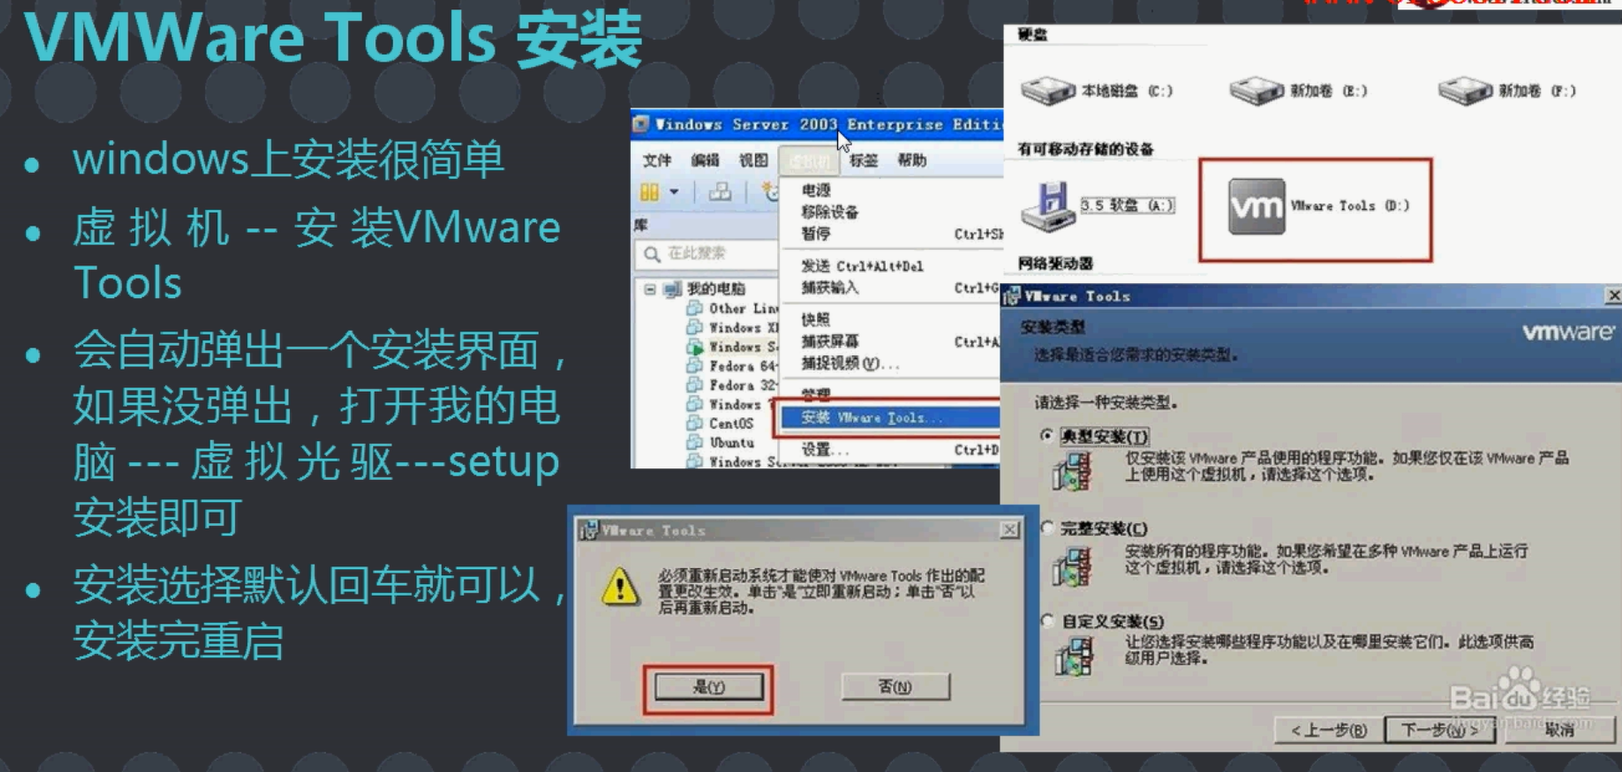 VMWare Tools 安装
windows上安装很简单
虚拟机--安装VMware
Tools
会自动弹出一个安装界面，
如果没弹出，打开我的电
脑---虚拟光驱---setup
安装即可
安装选择默认回车就可以，
安装完重启
Windows Server 2003 Enterprise Editi
文件 编辑 视图 虚拟机 标签 帮助
库
在此搜索
我的电脑
Other Lin
Windows X
Windows S
Fedora 64
Fedora 32
Windows
CentOS
Ubuntu
Windows S
电源
移除设备
暂停 Ctrl+Sh
发送 Ctrl+Alt+Del
捕获输入 Ctrl+G
快照
捕获屏幕 Ctrl+A
捕捉视频(V)...
管理
安装 VMware Tools...
设置... Ctrl+D
硬盘
本地磁盘 (C:) 新加卷 (E:) 新加卷 (F:)
有可移动存储的设备
3.5 软盘 (A:) vm VMware Tools (D:)
网络驱动器
VMware Tools
安装类型
选择最适合您需求的安装类型。
vmware
请选择一种安装类型。
典型安装(T)
仅安装该 VMware 产品使用的程序功能。如果您仅在该 VMware 产品
上使用这个虚拟机，请选择这个选项。
完整安装(C)
安装所有的程序功能。如果您希望在多种 VMware 产品上运行
这个虚拟机，请选择这个选项。
自定义安装(S)
让您选择安装哪些程序功能以及在哪里安装它们。此选项供高
级用户选择。
Baidu经验
jingyan.baidu.com
<上一步(B) 下一步(N)> 取消
VMware Tools
必须重新启动系统才能使对 VMware Tools 作出的配
置更改生效。单击"是"立即重新启动；单击"否"以
后再重新启动。
是(Y) 否(N)